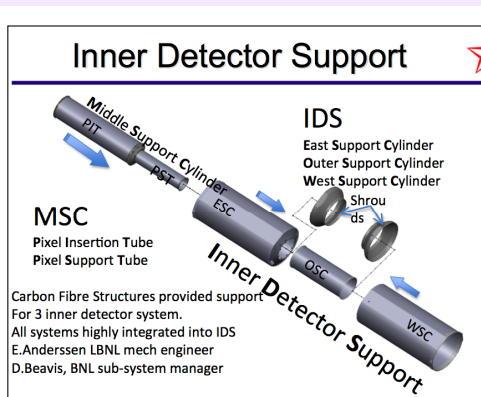 Inner Detector Support
PIT
Middle Support Cylinder
PST
IDS
East Support Cylinder
Outer Support Cylinder
West Support Cylinder
Shrou
ds
ESC
MSC
Pixel Insertion Tube
Pixel Support Tube
OSC
Inner Detector Support
WSC
Carbon Fibre Structures provided support
For 3 inner detector system.
All systems highly integrated into IDS
E.Anderssen LBNL mech engineer
D.Beavis, BNL sub-system manager